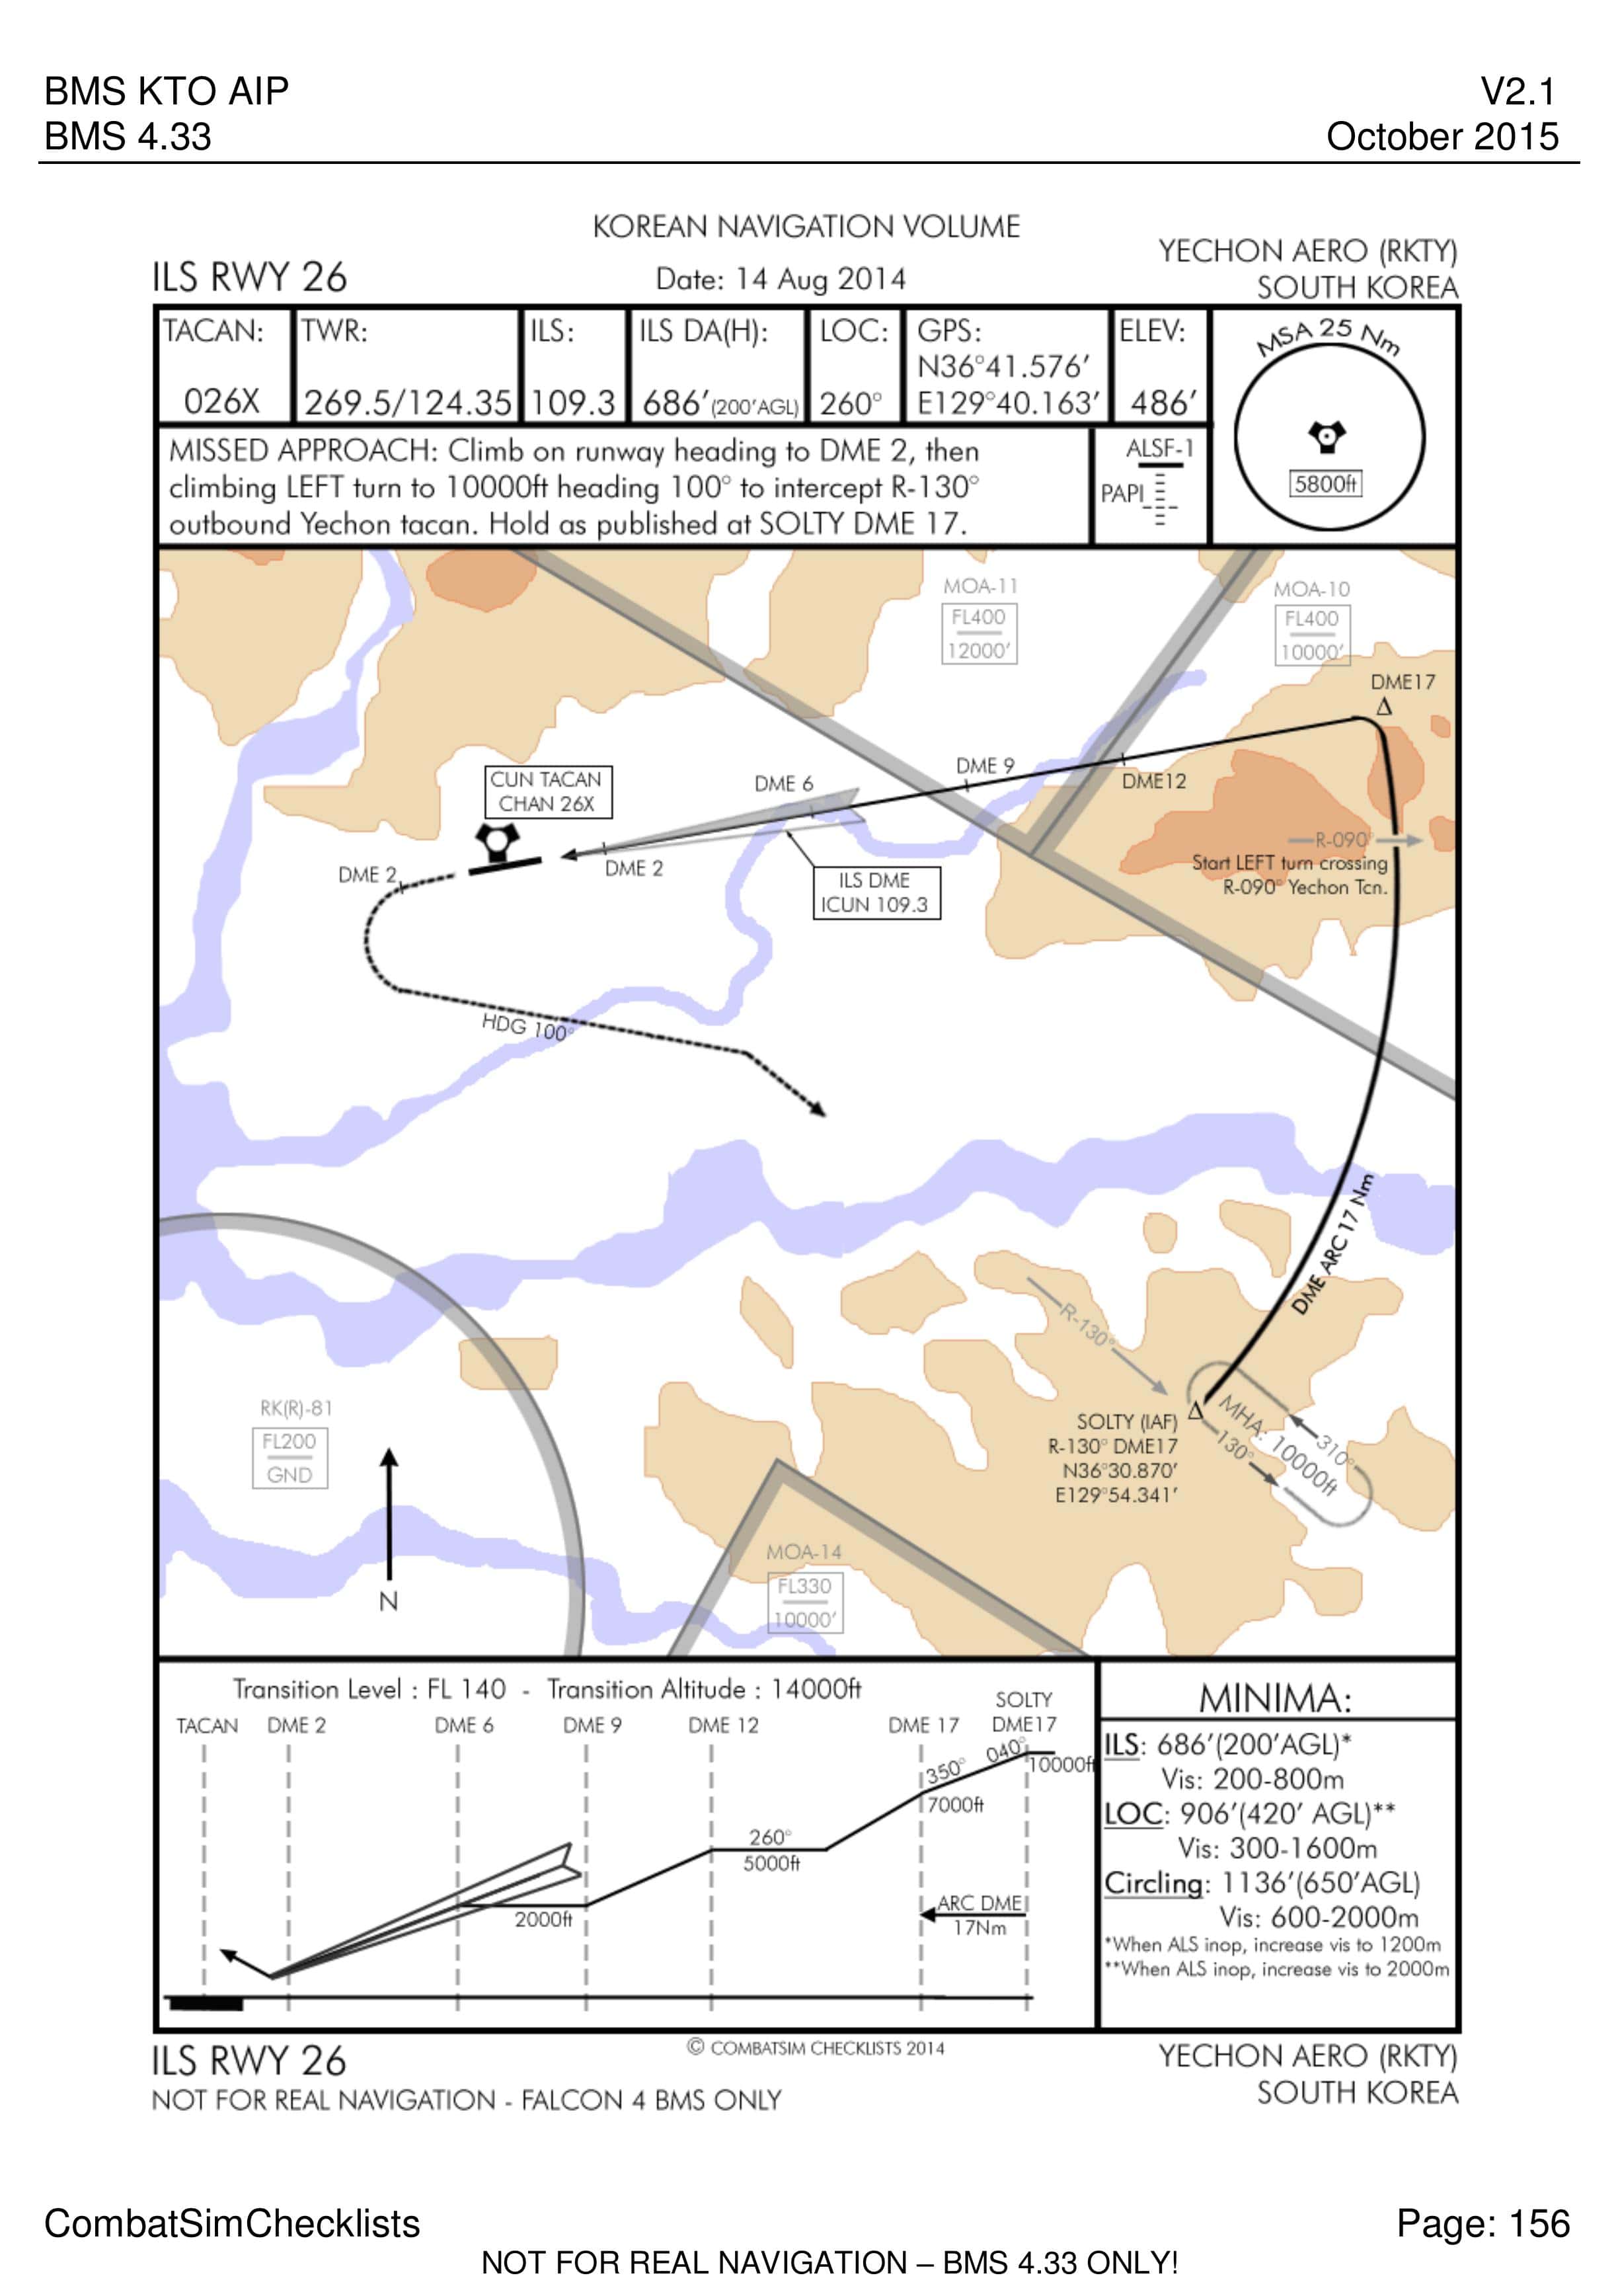 BMS KTO AIP
V2.1
BMS 4.33
October 2015
KOREAN NAVIGATION VOLUME
ILS RWY 26
Date: 14 Aug 2014
YECHON AERO (RKTY)
SOUTH KOREA
TACAN:
026X
TWR:
269.5/124.35
ILS:
109.3
ILS DA(H):
686′(200′AGL)
LOC:
260°
GPS:
N36°41.576′
E129°40.163′
ELEV:
486′
MSA 25 Nm
5800ft
MISSED APPROACH: Climb on runway heading to DME 2, then
climbing LEFT turn to 10000ft heading 100° to intercept R-130°
outbound Yechon tacan. Hold as published at SOLTY DME 17.
ALSF-1
PAPI
MOA-11
FL400
12000′
MOA-10
FL400
10000′
DME17
Δ
DME 9
DME12
DME 6
CUN TACAN
CHAN 26X
DME 2
DME 2
ILS DME
ICUN 109.3
R-090°
Start LEFT turn crossing
R-090° Yechon Tcn.
HDG 100°
DME ARC 17 Nm
R-130°
SOLTY (IAF)
R-130° DME17
N36°30.870′
E129°54.341′
Δ
MHA: 10000ft
310°
130°
RK(R)-81
FL200
GND
N
MOA-14
FL330
10000′
Transition Level : FL 140 - Transition Altitude : 14000ft
TACAN
DME 2
DME 6
DME 9
DME 12
DME 17
SOLTY
DME17
350°
040°
10000ft
7000ft
260°
5000ft
2000ft
ARC DME
17Nm
MINIMA:
ILS: 686′(200′AGL)*
Vis: 200-800m
LOC: 906′(420′ AGL)**
Vis: 300-1600m
Circling: 1136′(650′AGL)
Vis: 600-2000m
*When ALS inop, increase vis to 1200m
**When ALS inop, increase vis to 2000m
ILS RWY 26
© COMBATSIM CHECKLISTS 2014
YECHON AERO (RKTY)
NOT FOR REAL NAVIGATION - FALCON 4 BMS ONLY
SOUTH KOREA
CombatSimChecklists
Page: 156
NOT FOR REAL NAVIGATION – BMS 4.33 ONLY!